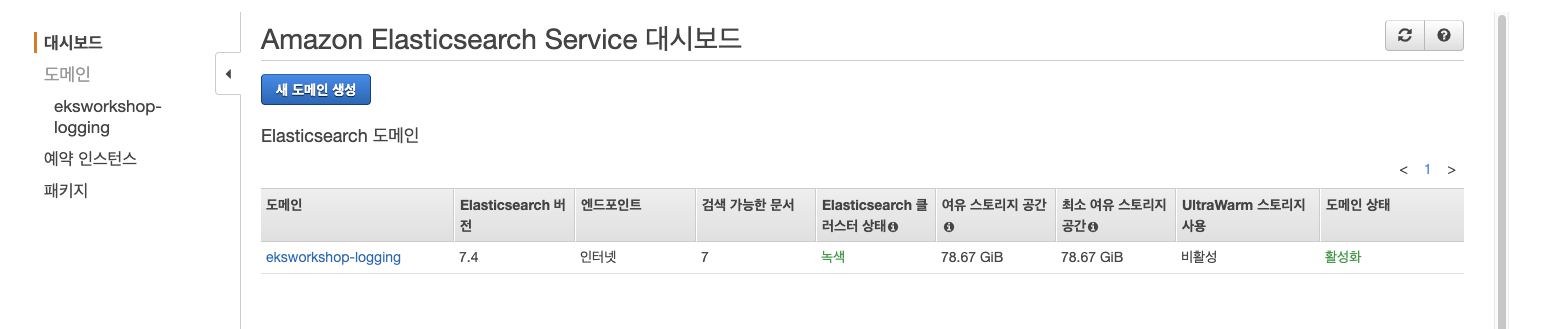 대시보드
도메인
eksworkshop-
logging
예약 인스턴스
패키지
Amazon Elasticsearch Service 대시보드
새 도메인 생성
Elasticsearch 도메인
< 1 >
도메인 Elasticsearch 버전 엔드포인트 검색 가능한 문서 Elasticsearch 클러스터 상태 여유 스토리지 공간 최소 여유 스토리지 공간 UltraWarm 스토리지 사용 도메인 상태
eksworkshop-logging 7.4 인터넷 7 녹색 78.67 GiB 78.67 GiB 비활성 활성화